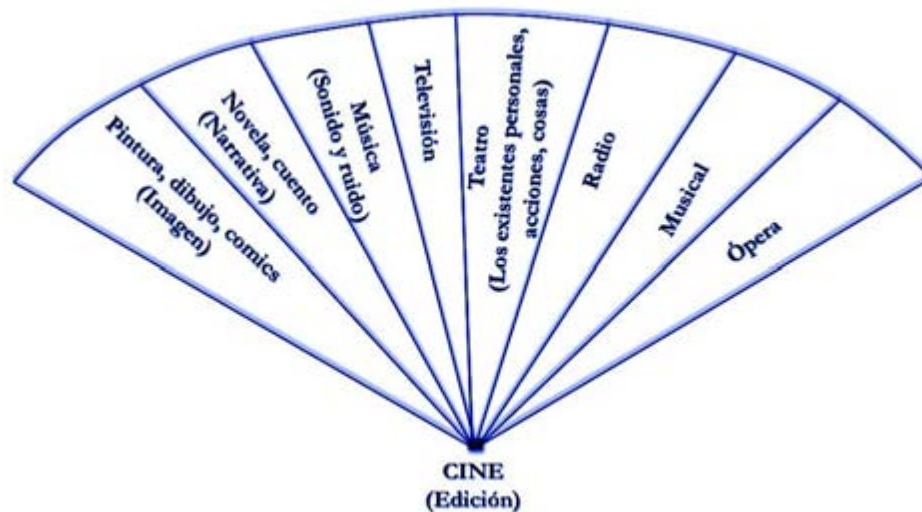 Pintura, dibujo, comics
(Imagen)
Novela, cuento
(Narrativa)
Música
(Sonido y ruido)
Televisión
Teatro
(Los existentes personales,
acciones, cosas)
Radio
Musical
Ópera
CINE
(Edición)